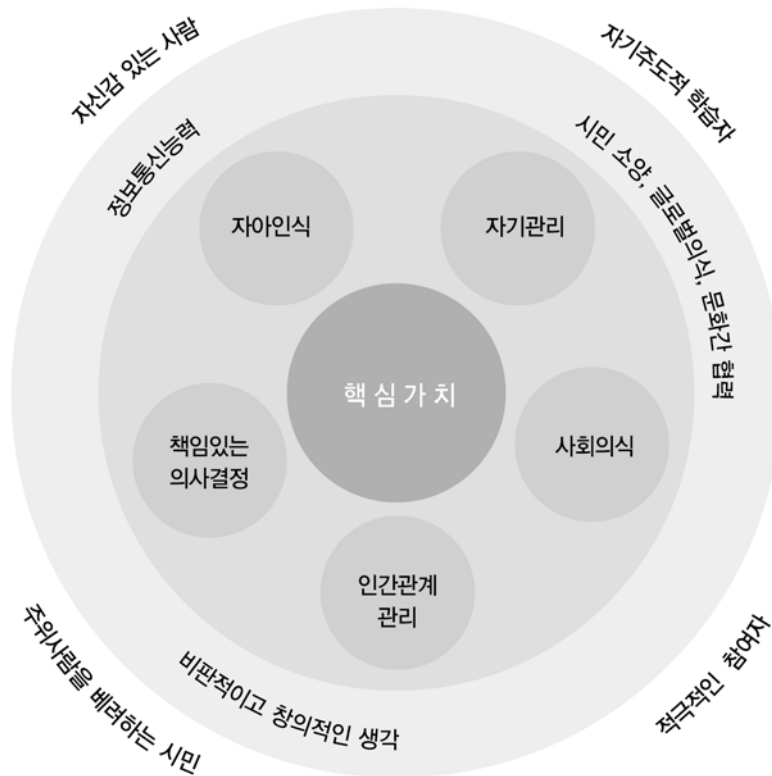 자신감 있는 사람
자기주도적 학습자
정보통신능력
시민 소양, 글로벌의식, 문화간 협력
자아인식
자기관리
핵심가치
책임있는
의사결정
사회의식
인간관계
관리
비판적이고 창의적인 생각
주위사람을 베려하는 시민
적극적인 참여자